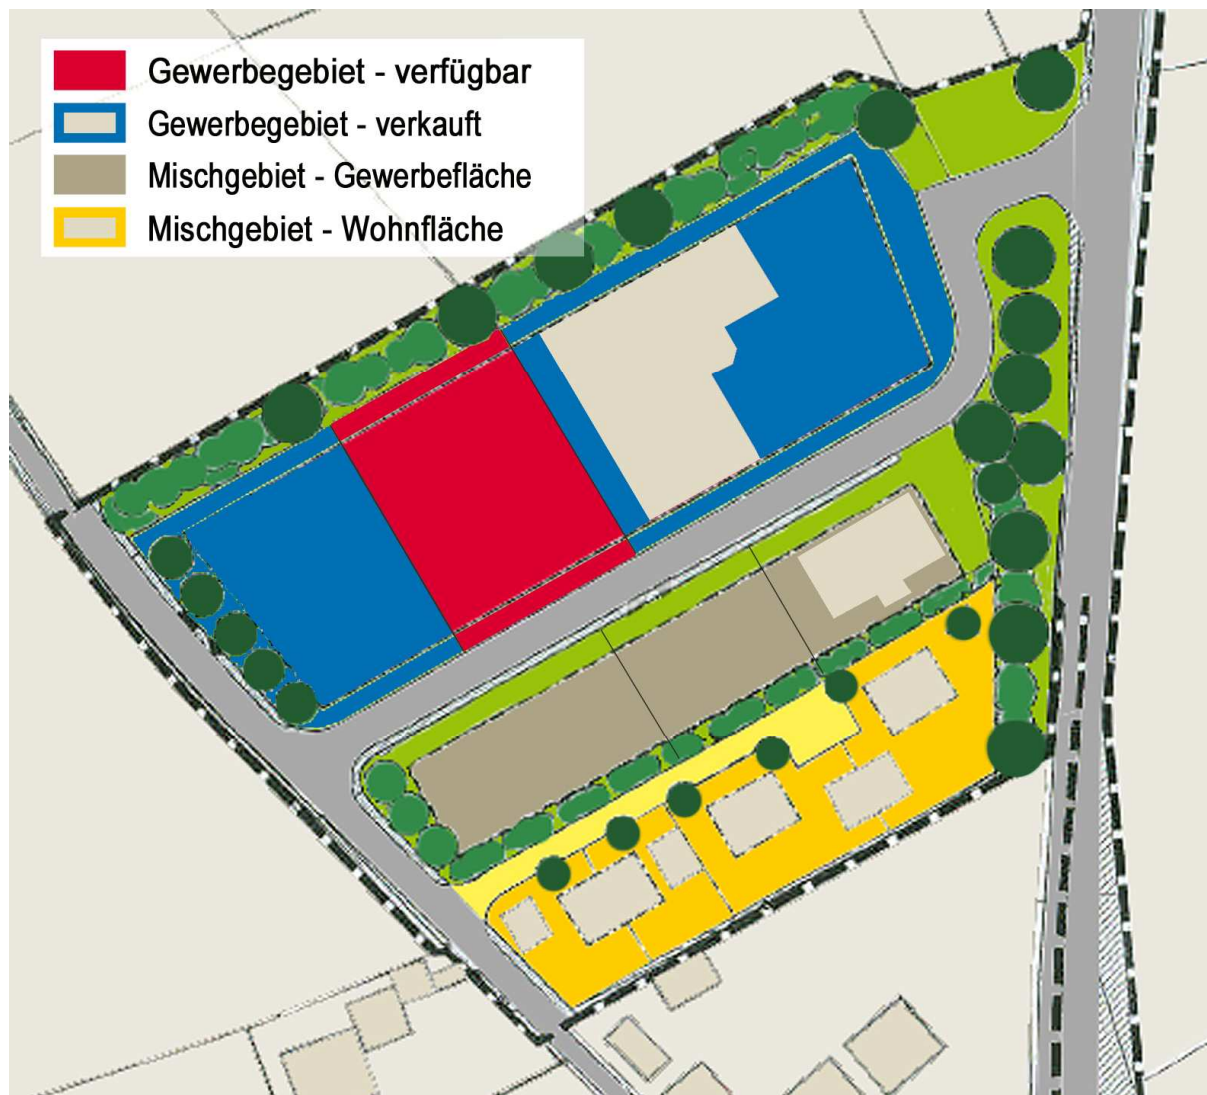 Gewerbegebiet - verfügbar
Gewerbegebiet - verkauft
Mischgebiet - Gewerbefläche
Mischgebiet - Wohnfläche